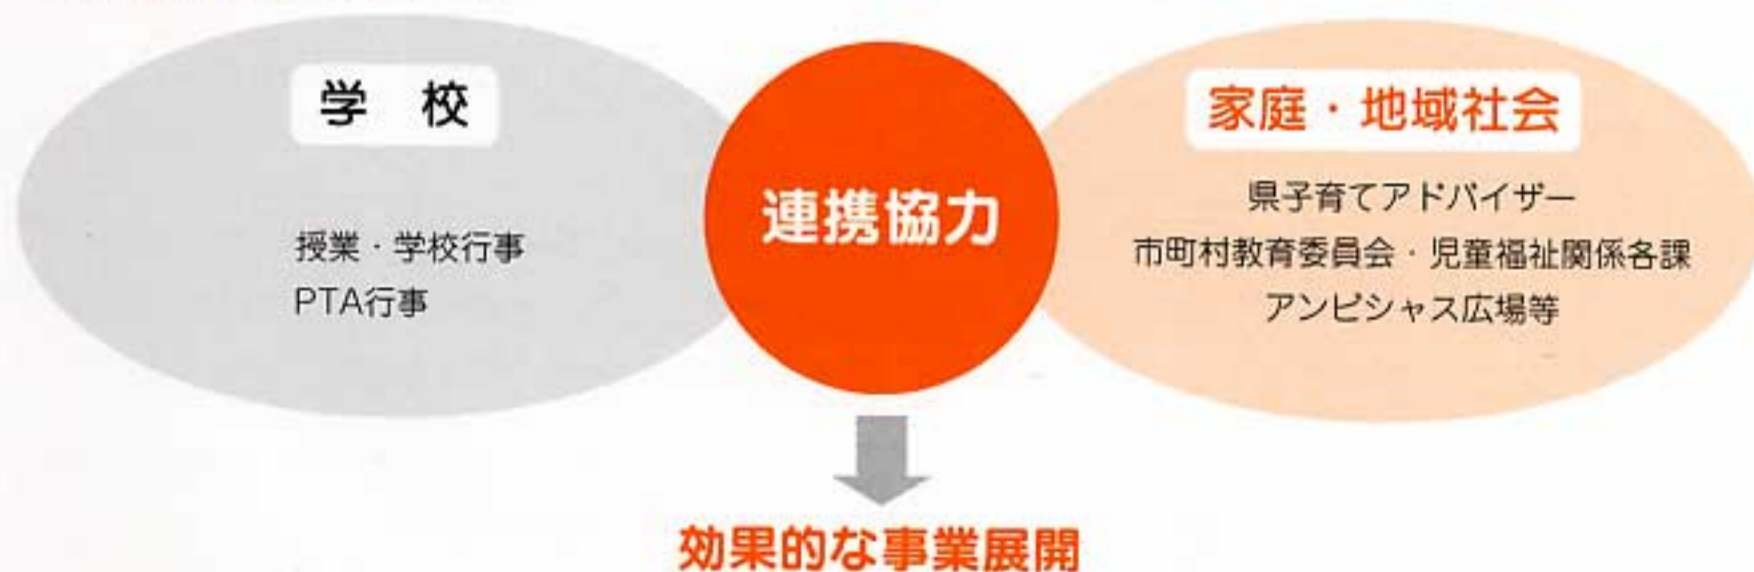 学 校
授業・学校行事
PTA行事
連携協力
家庭・地域社会
県子育てアドバイザー
市町村教育委員会・児童福祉関係各課
アンビシャス広場等
効果的な事業展開